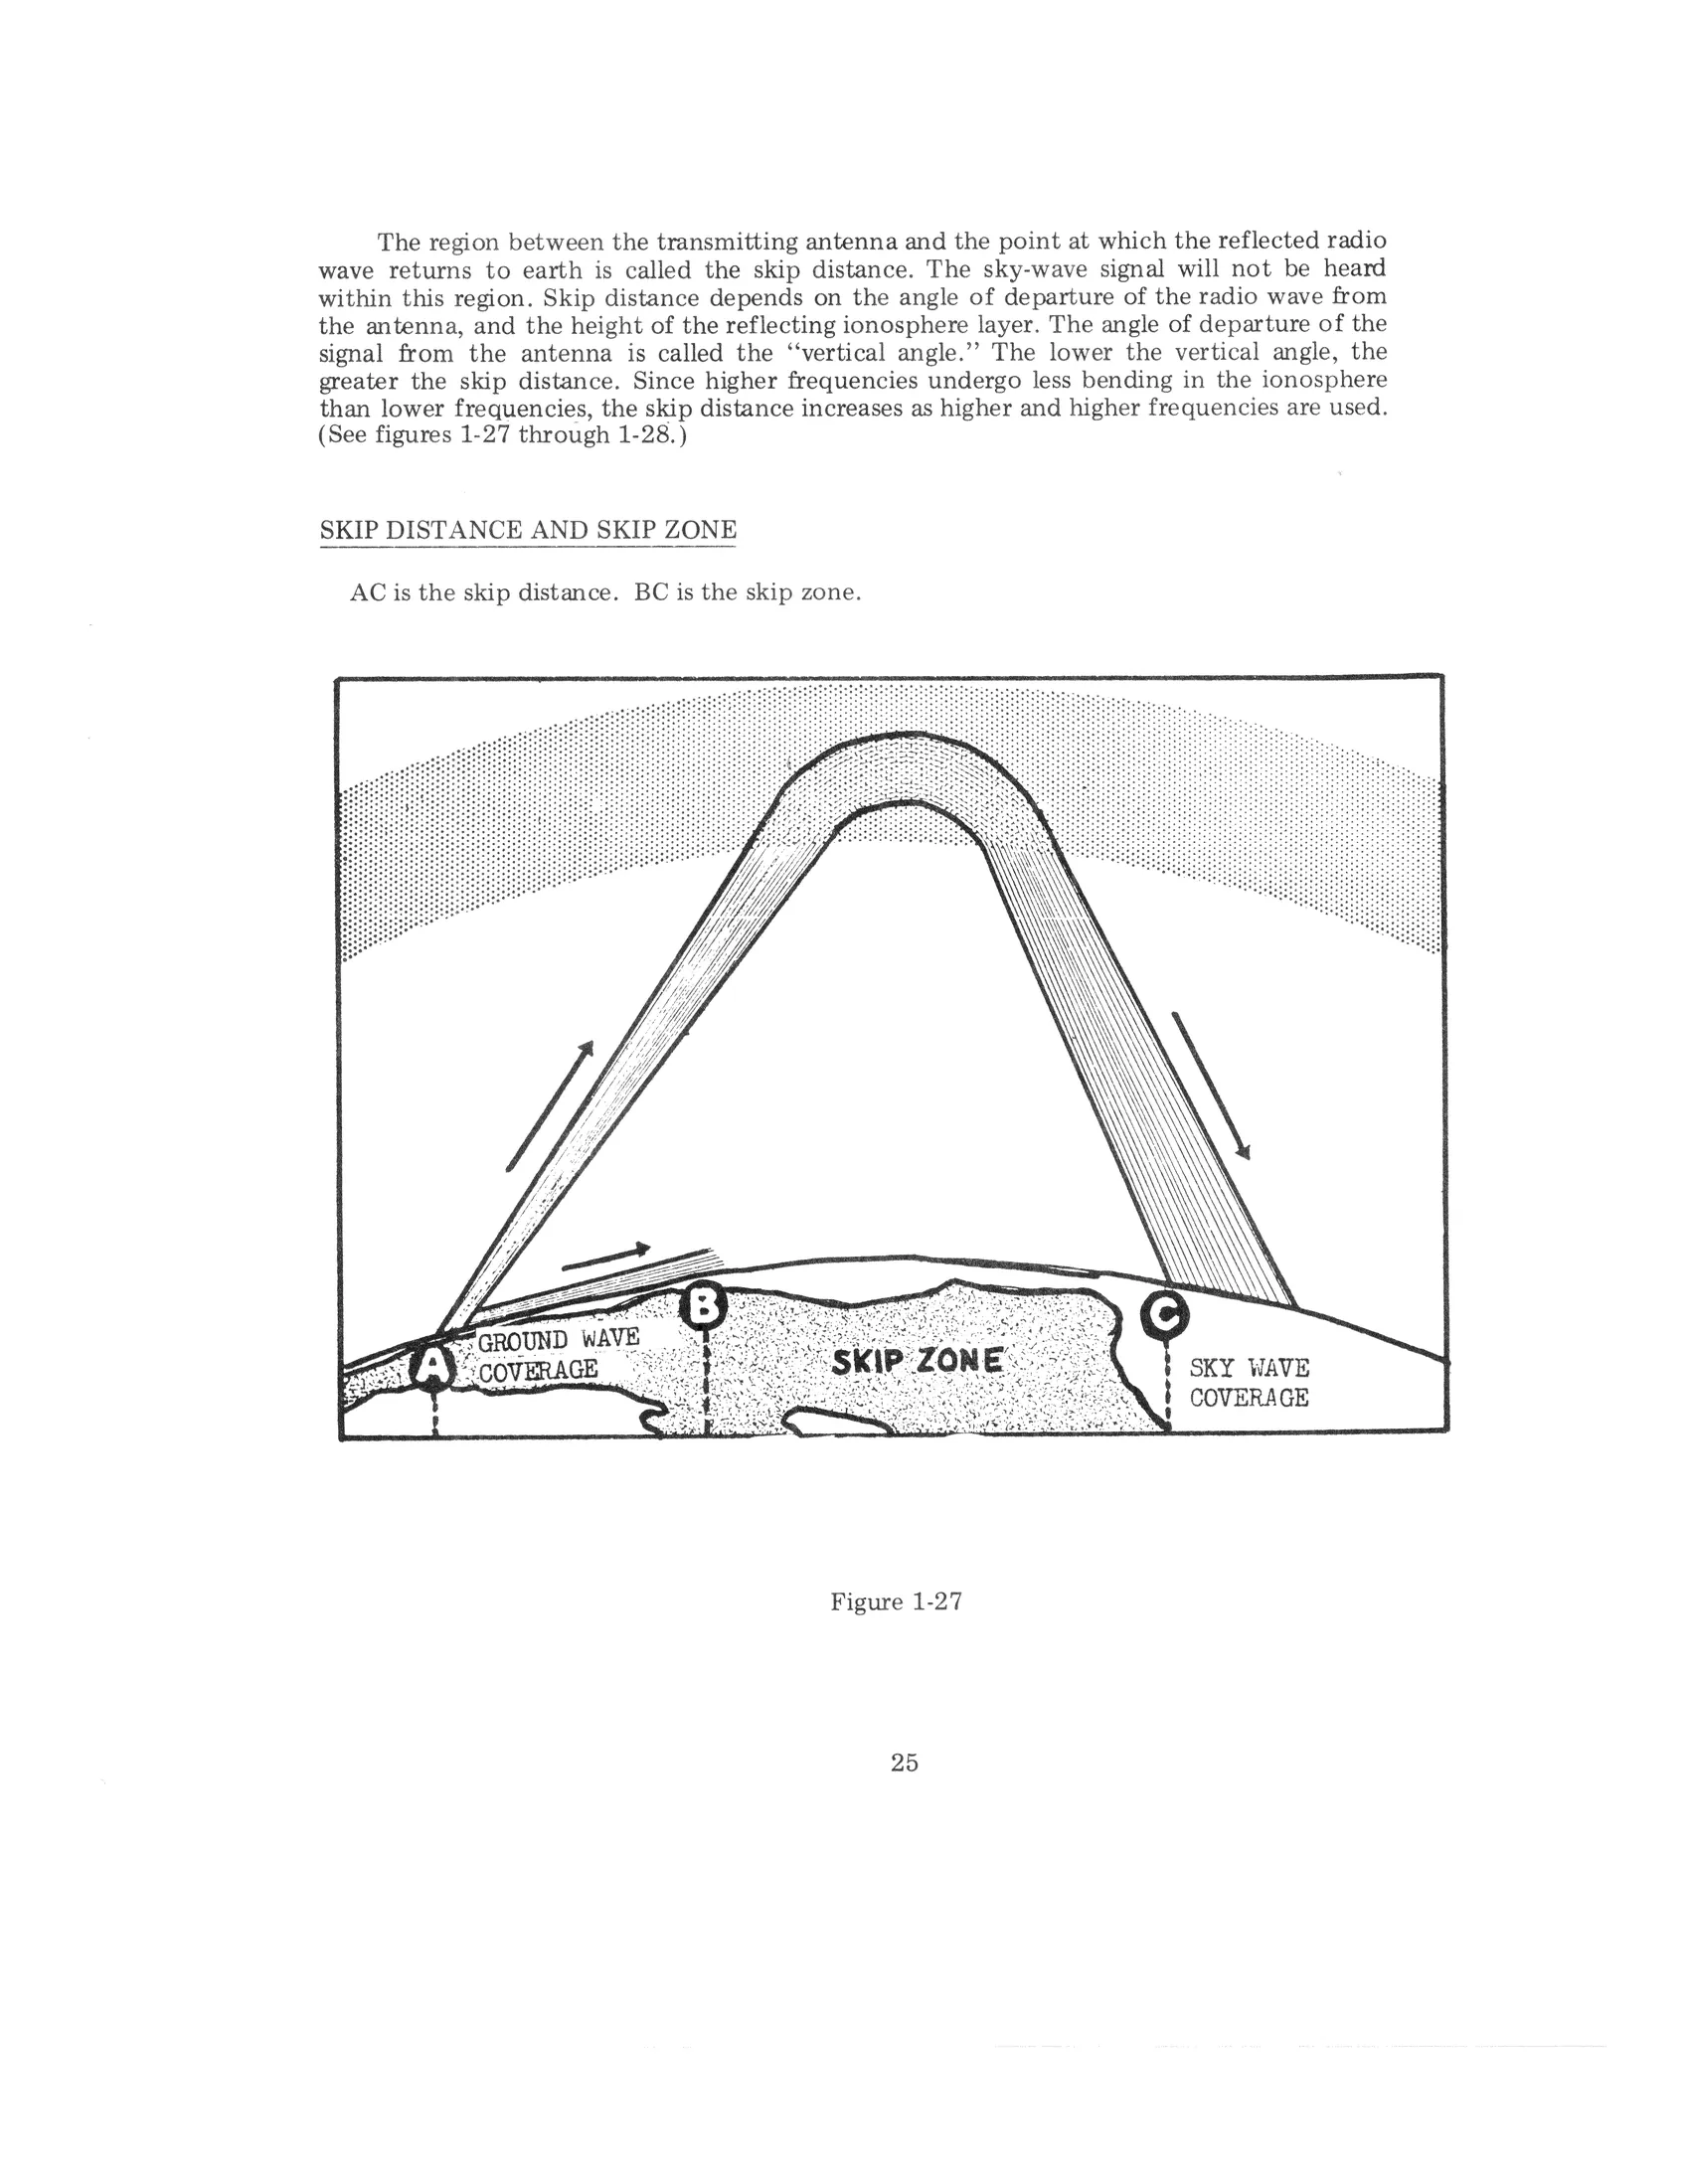 The region between the transmitting antenna and the point at which the reflected radio
wave returns to earth is called the skip distance. The sky-wave signal will not be heard
within this region. Skip distance depends on the angle of departure of the radio wave from
the antenna, and the height of the reflecting ionosphere layer. The angle of departure of the
signal from the antenna is called the “vertical angle.” The lower the vertical angle, the
greater the skip distance. Since higher frequencies undergo less bending in the ionosphere
than lower frequencies, the skip distance increases as higher and higher frequencies are used.
(See figures 1-27 through 1-28.)
SKIP DISTANCE AND SKIP ZONE
AC is the skip distance. BC is the skip zone.
B
C
A
GROUND WAVE
COVERAGE
SKIP ZONE
SKY WAVE
COVERAGE
Figure 1-27
25